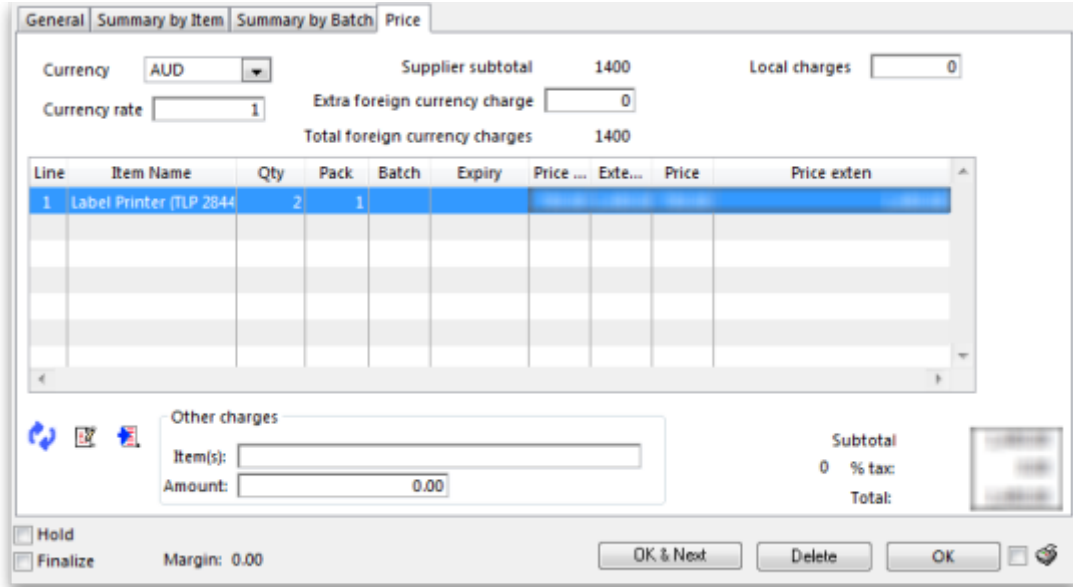 General Summary by Item Summary by Batch Price
Currency AUD Supplier subtotal 1400 Local charges 0
Currency rate 1 Extra foreign currency charge 0
Total foreign currency charges 1400
Line Item Name Qty Pack Batch Expiry Price ... Exte... Price Price exten
1 Label Printer (TLP 2844 2 1
Other charges
Item(s):
Amount: 0.00
Subtotal
0 % tax:
Total:
Hold
Finalize Margin: 0.00 OK & Next Delete OK